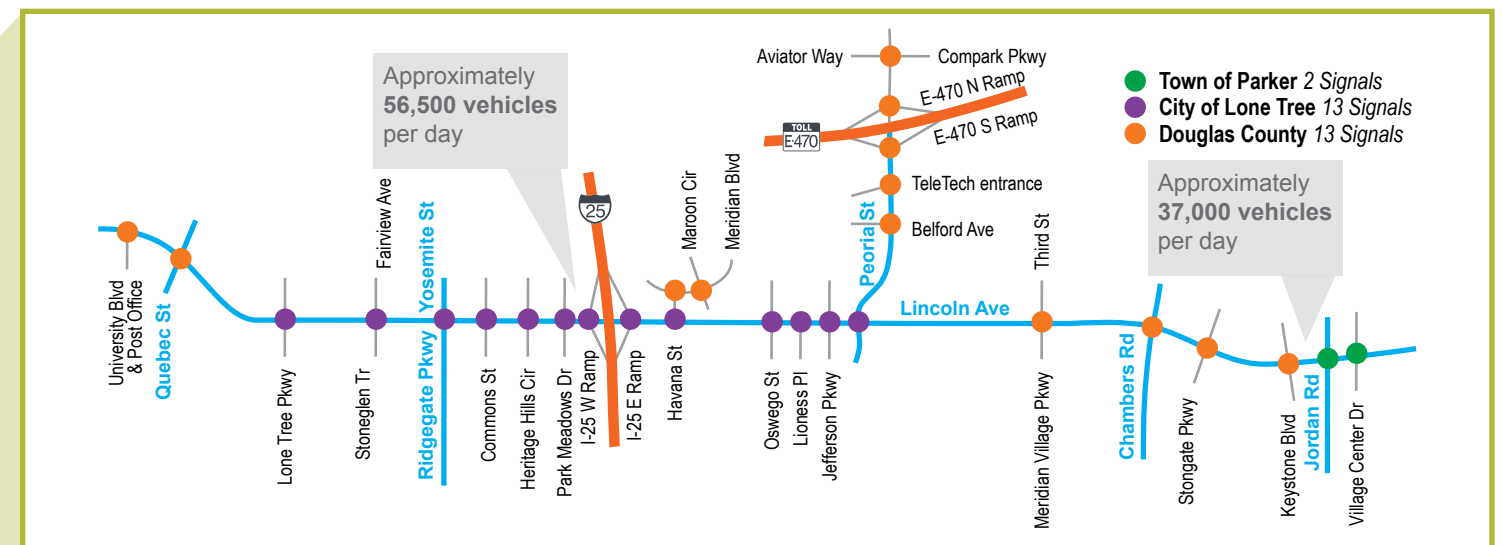 Approximately
56,500 vehicles
per day
Aviator Way
Compark Pkwy
E-470 N Ramp
TOLL
E-470
E-470 S Ramp
TeleTech entrance
Belford Ave
Peoria St
Town of Parker 2 Signals
City of Lone Tree 13 Signals
Douglas County 13 Signals
Approximately
37,000 vehicles
per day
Fairview Ave
Yosemite St
25
Maroon Cir
Meridian Blvd
Third St
Lincoln Ave
University Blvd
& Post Office
Quebec St
Lone Tree Pkwy
Stoneglen Tr
Ridgegate Pkwy
Commons St
Heritage Hills Cir
Park Meadows Dr
I-25 W Ramp
I-25 E Ramp
Havana St
Oswego St
Lioness Pl
Jefferson Pkwy
Meridian Village Pkwy
Chambers Rd
Stongate Pkwy
Keystone Blvd
Jordan Rd
Village Center Dr